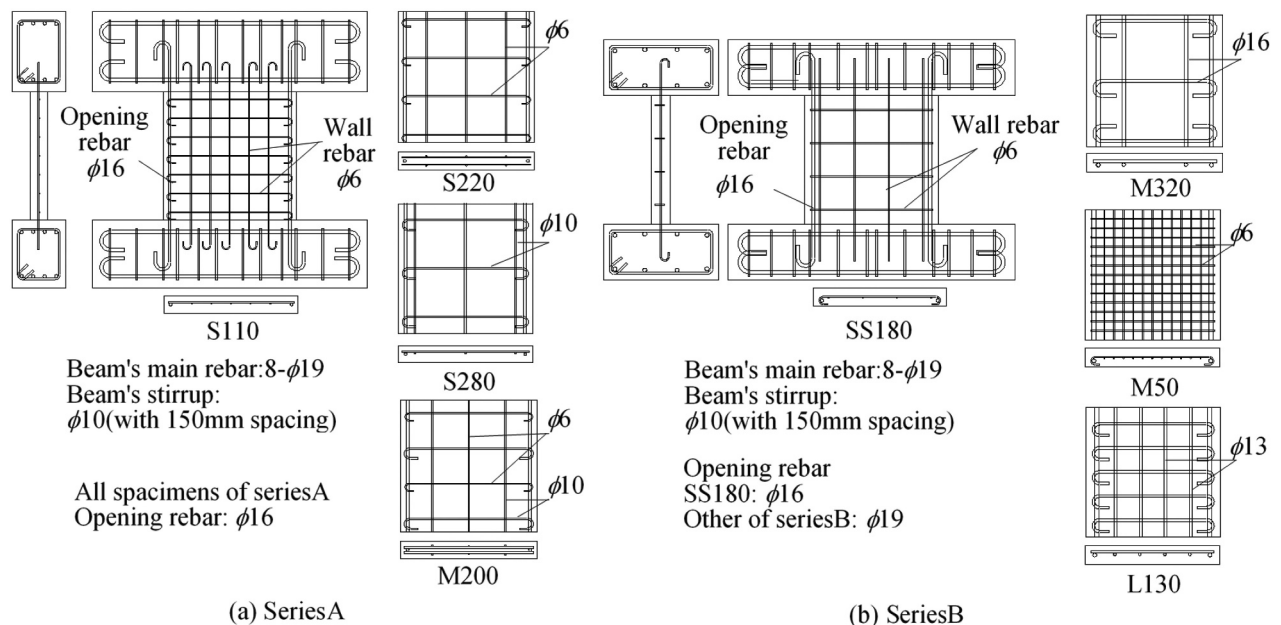 Opening
rebar
ϕ16
Wall
rebar
ϕ6
S110
ϕ6
S220
ϕ10
S280
ϕ6
ϕ10
M200
Beam's main rebar:8-ϕ19
Beam's stirrup:
ϕ10(with 150mm spacing)
All spacimens of seriesA
Opening rebar: ϕ16
(a) SeriesA
Opening
rebar
ϕ16
Wall rebar
ϕ6
SS180
ϕ16
M320
ϕ6
M50
ϕ13
L130
Beam's main rebar:8-ϕ19
Beam's stirrup:
ϕ10(with 150mm spacing)
Opening rebar
SS180: ϕ16
Other of seriesB: ϕ19
(b) SeriesB